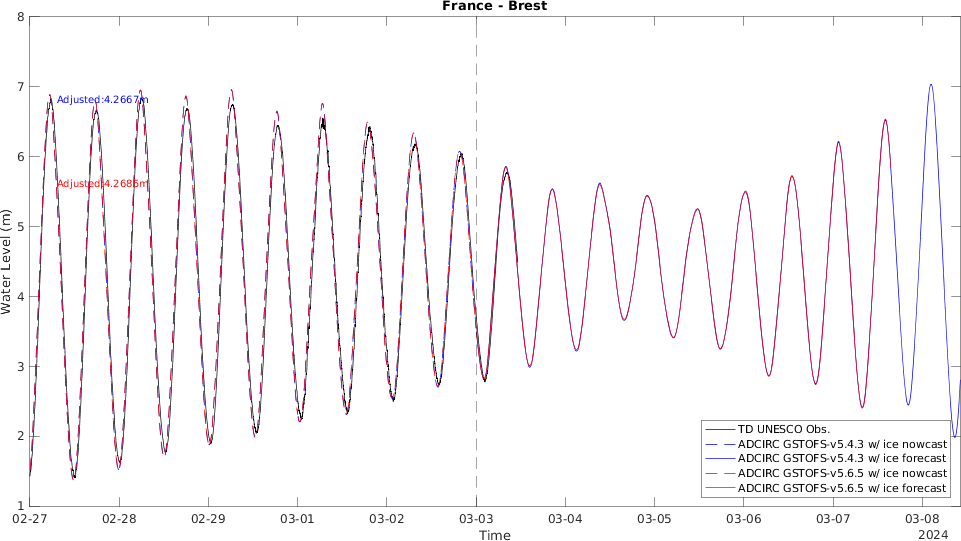 France - Brest
8
7
6
5
4
3
2
1
Water Level (m)
Adjusted:4.2667m
Adjusted:4.2686m
TD UNESCO Obs.
ADCIRC GSTOFS-v5.4.3 w/ ice nowcast
ADCIRC GSTOFS-v5.4.3 w/ ice forecast
ADCIRC GSTOFS-v5.6.5 w/ ice nowcast
ADCIRC GSTOFS-v5.6.5 w/ ice forecast
02-27 02-28 02-29 03-01 03-02 03-03 03-04 03-05 03-06 03-07 03-08
Time
2024